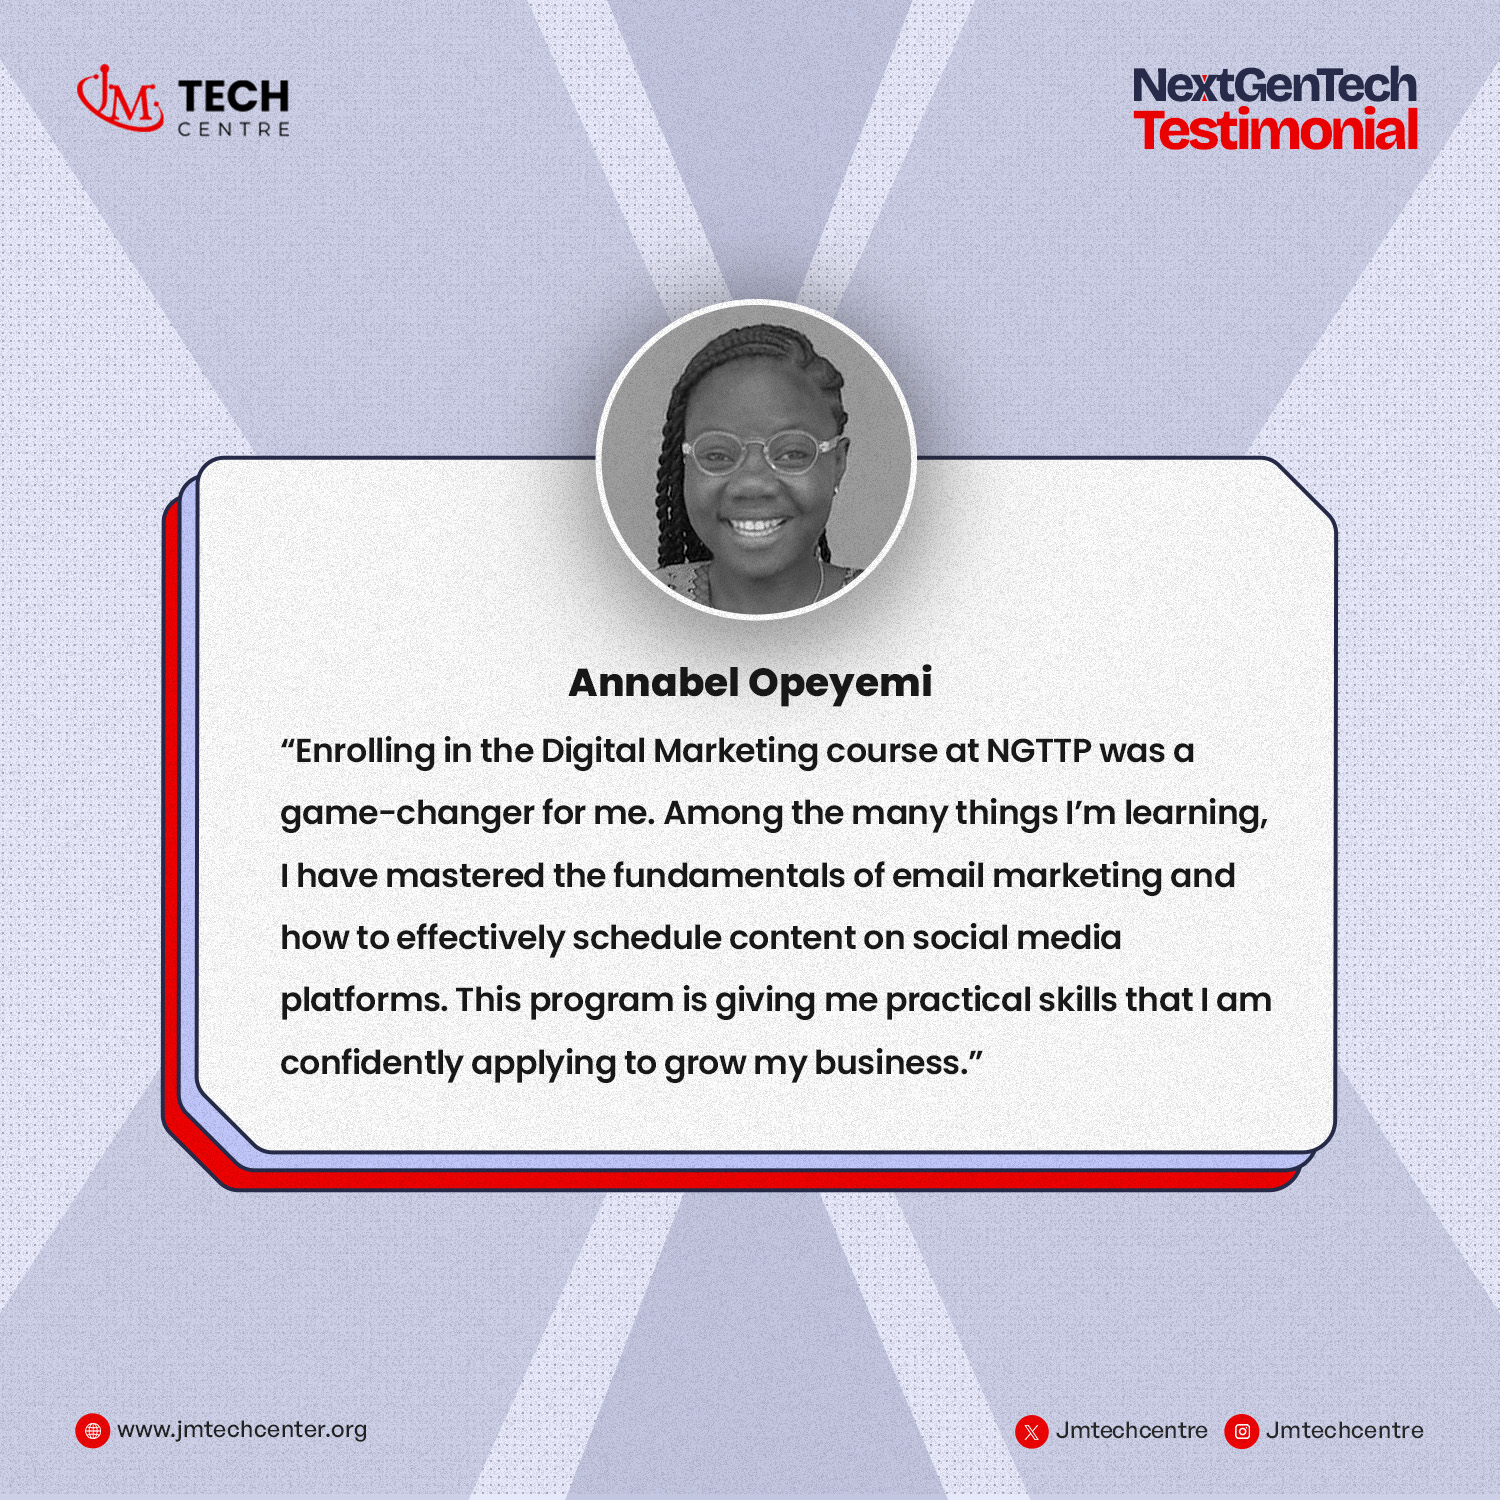 JM TECH
CENTRE
NextGenTech
Testimonial
Annabel Opeyemi
“Enrolling in the Digital Marketing course at NGTTP was a
game-changer for me. Among the many things I’m learning,
I have mastered the fundamentals of email marketing and
how to effectively schedule content on social media
platforms. This program is giving me practical skills that I am
confidently applying to grow my business.”
www.jmtechcenter.org
Jmtechcentre
Jmtechcentre